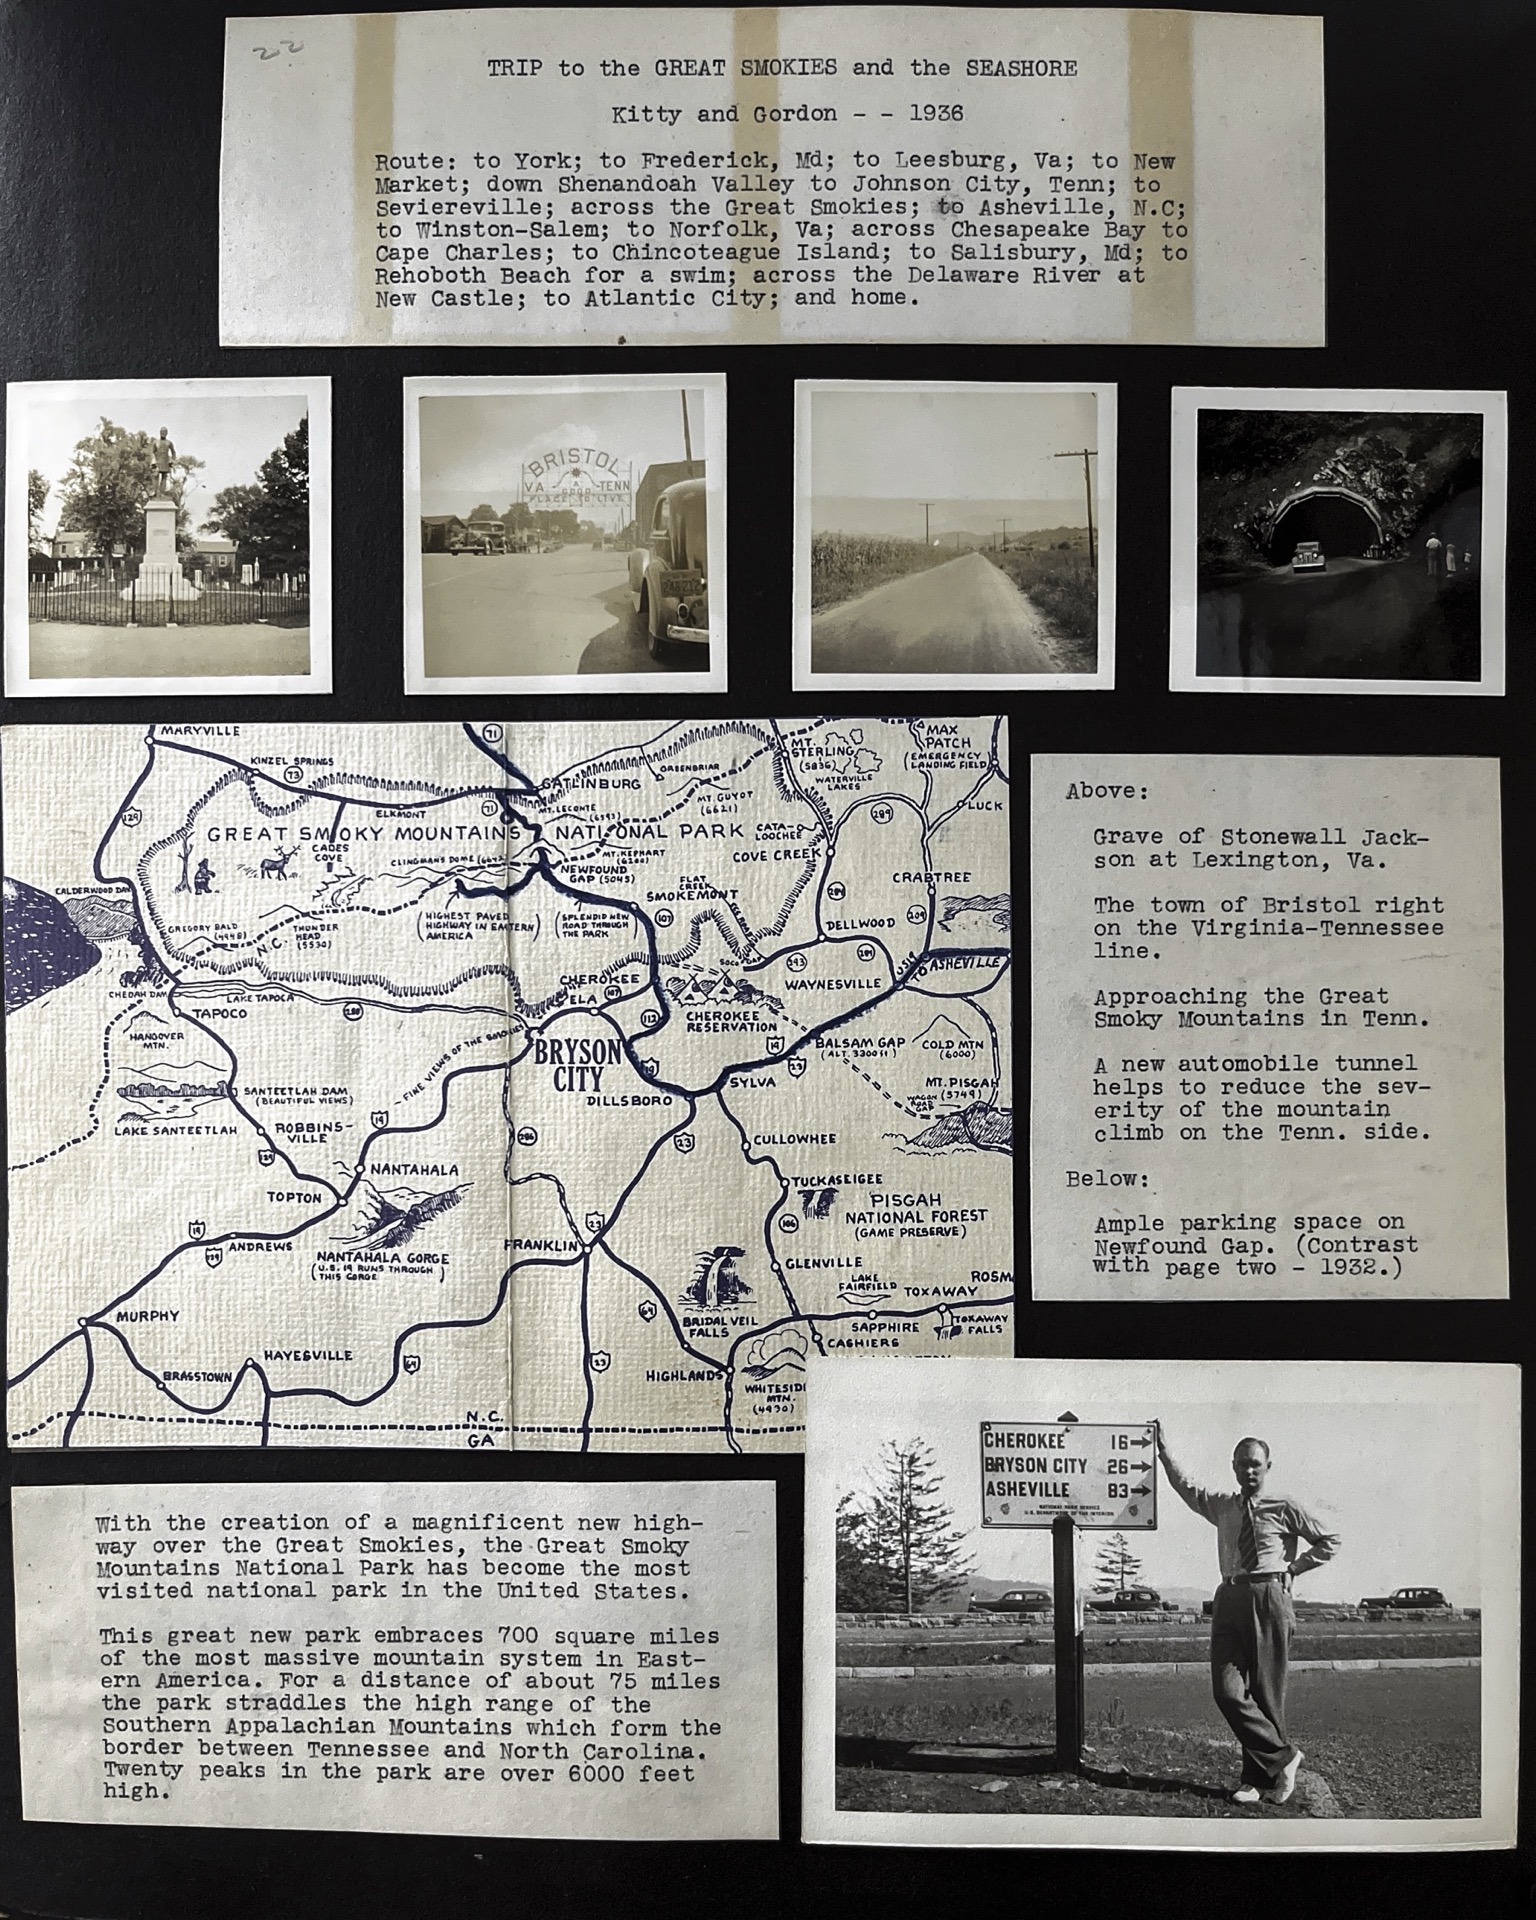 22
TRIP to the GREAT SMOKIES and the SEASHORE
Kitty and Gordon - - 1936
Route: to York; to Frederick, Md; to Leesburg, Va; to New
Market; down Shenandoah Valley to Johnson City, Tenn; to
Seviereville; across the Great Smokies; to Asheville, N.C;
to Winston-Salem; to Norfolk, Va; across Chesapeake Bay to
Cape Charles; to Chincoteague Island; to Salisbury, Md; to
Rehoboth Beach for a swim; across the Delaware River at
New Castle; to Atlantic City; and home.
BRISTOL
VA TENN
A GOOD
PLACE TO LIVE
MARYVILLE
71
KINZEL SPRINGS
73
129
ELKMONT
GATLINBURG
GREENBRIAR
71
MT. LECONTE
(6593)
MT. GUYOT
(6621)
MT. STERLING
(5835)
WATERVILLE
LAKES
MAX
PATCH
(EMERGENCY
LANDING FIELD)
LUCK
289
GREAT SMOKY MOUNTAINS NATIONAL PARK
CADES
COVE
CATA-
LOOCHEE
COVE CREEK
CLINGMANS DOME
MT. KEPHART
(6200)
NEWFOUND
GAP (5045)
FLAT
CREEK
SMOKEMONT
CRABTREE
284
209
CALDERWOOD DAM
HIGHEST PAVED
HIGHWAY IN EASTERN
AMERICA
SPLENDID NEW
ROAD THROUGH
THE PARK
107
GREGORY BALD
(4948)
THUNDER
HEAD
(5530)
N.C.
DELLWOOD
293
284
SOCO GAP
US 19
TO ASHEVILLE
CHEOAH DAM
LAKE TAPOCA
TAPOCO
288
CHEROKEE
ELA
107
112
CHEROKEE
RESERVATION
WAYNESVILLE
HANGOVER
MTN.
FINE VIEWS OF THE SMOKIES
BRYSON
CITY
19
19
23
BALSAM GAP
(ALT. 3300 ft)
COLD MTN
(6000)
SANTEETLAH DAM
(BEAUTIFUL VIEWS)
DILLSBORO
SYLVA
MT. PISGAH
(5749)
WAGON
ROAD
GAP
LAKE SANTEETLAH
ROBBINS-
VILLE
19
286
23
CULLOWHEE
129
NANTAHALA
TOPTON
TUCKASEIGEE
PISGAH
NATIONAL FOREST
(GAME PRESERVE)
106
19
129
ANDREWS
NANTAHALA GORGE
(U.S. 19 RUNS THROUGH
THIS GORGE)
FRANKLIN
23
GLENVILLE
LAKE
FAIRFIELD
TOXAWAY
ROSM
MURPHY
64
BRIDAL VEIL
FALLS
SAPPHIRE
TOXAWAY
FALLS
CASHIERS
HAYESVILLE
BRASSTOWN
64
23
HIGHLANDS
WHITESIDE
MTN.
(4930)
N.C.
GA
Above:
Grave of Stonewall Jack-
son at Lexington, Va.
The town of Bristol right
on the Virginia-Tennessee
line.
Approaching the Great
Smoky Mountains in Tenn.
A new automobile tunnel
helps to reduce the sev-
erity of the mountain
climb on the Tenn. side.
Below:
Ample parking space on
Newfound Gap. (Contrast
with page two - 1932.)
With the creation of a magnificent new high-
way over the Great Smokies, the Great Smoky
Mountains National Park has become the most
visited national park in the United States.
This great new park embraces 700 square miles
of the most massive mountain system in East-
ern America. For a distance of about 75 miles
the park straddles the high range of the
Southern Appalachian Mountains which form the
border between Tennessee and North Carolina.
Twenty peaks in the park are over 6000 feet
high.
CHEROKEE 16
BRYSON CITY 26
ASHEVILLE 83
NATIONAL PARK SERVICE
U.S. DEPARTMENT OF THE INTERIOR